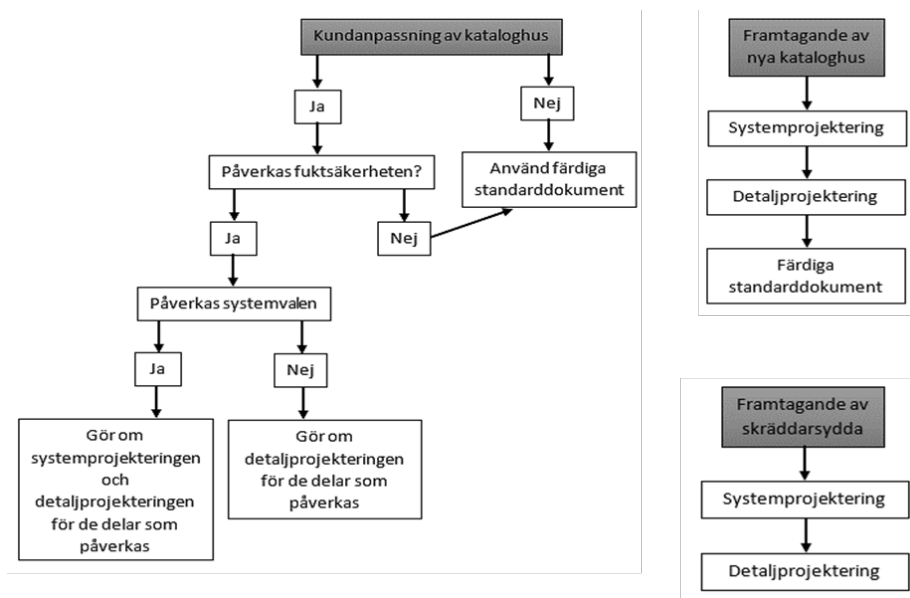 Kundanpassning av kataloghus
Ja
Nej
Påverkas fuktsäkerheten?
Använd färdiga
standarddokument
Ja
Nej
Påverkas systemvalen
Ja
Nej
Gör om
systemprojekteringen
och
detaljprojekteringen
för de delar som
påverkas
Gör om
detaljprojekteringen
för de delar som
påverkas
Framtagande av
nya kataloghus
Systemprojektering
Detaljprojektering
Färdiga
standarddokument
Framtagande av
skräddarsydda
Systemprojektering
Detaljprojektering